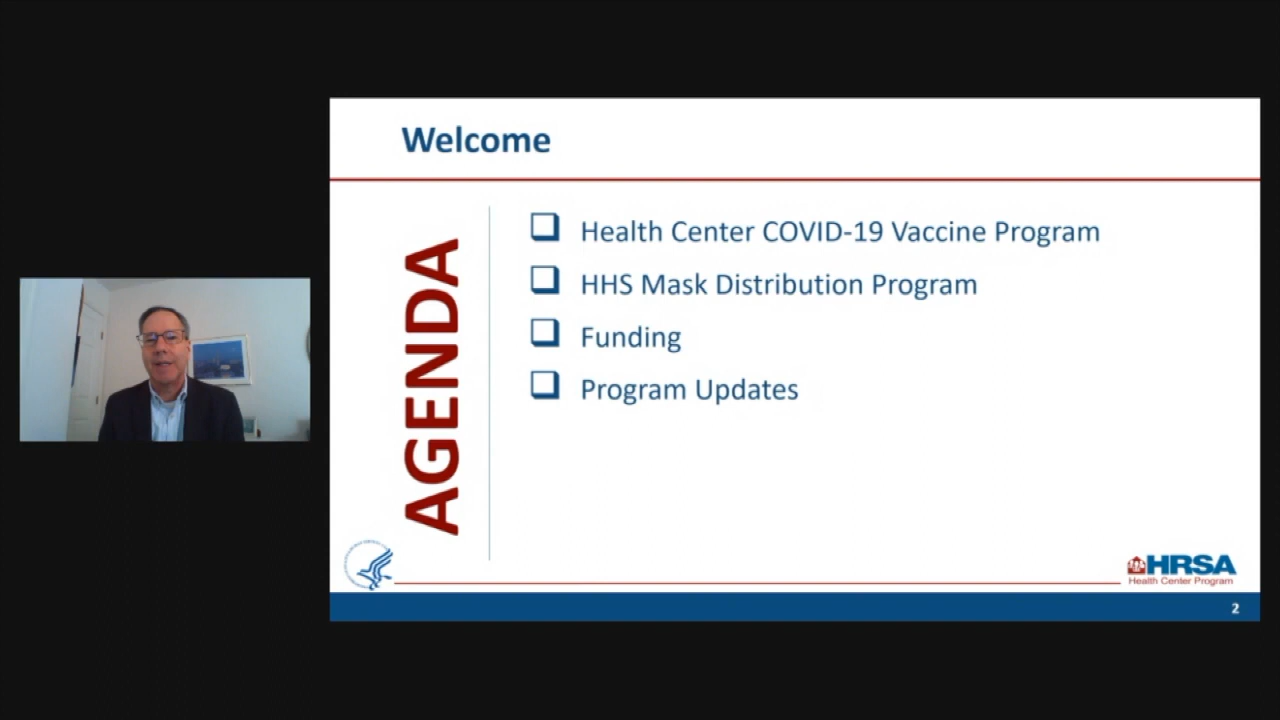 Welcome
AGENDA
Health Center COVID-19 Vaccine Program
HHS Mask Distribution Program
Funding
Program Updates
HRSA
Health Center Program
2